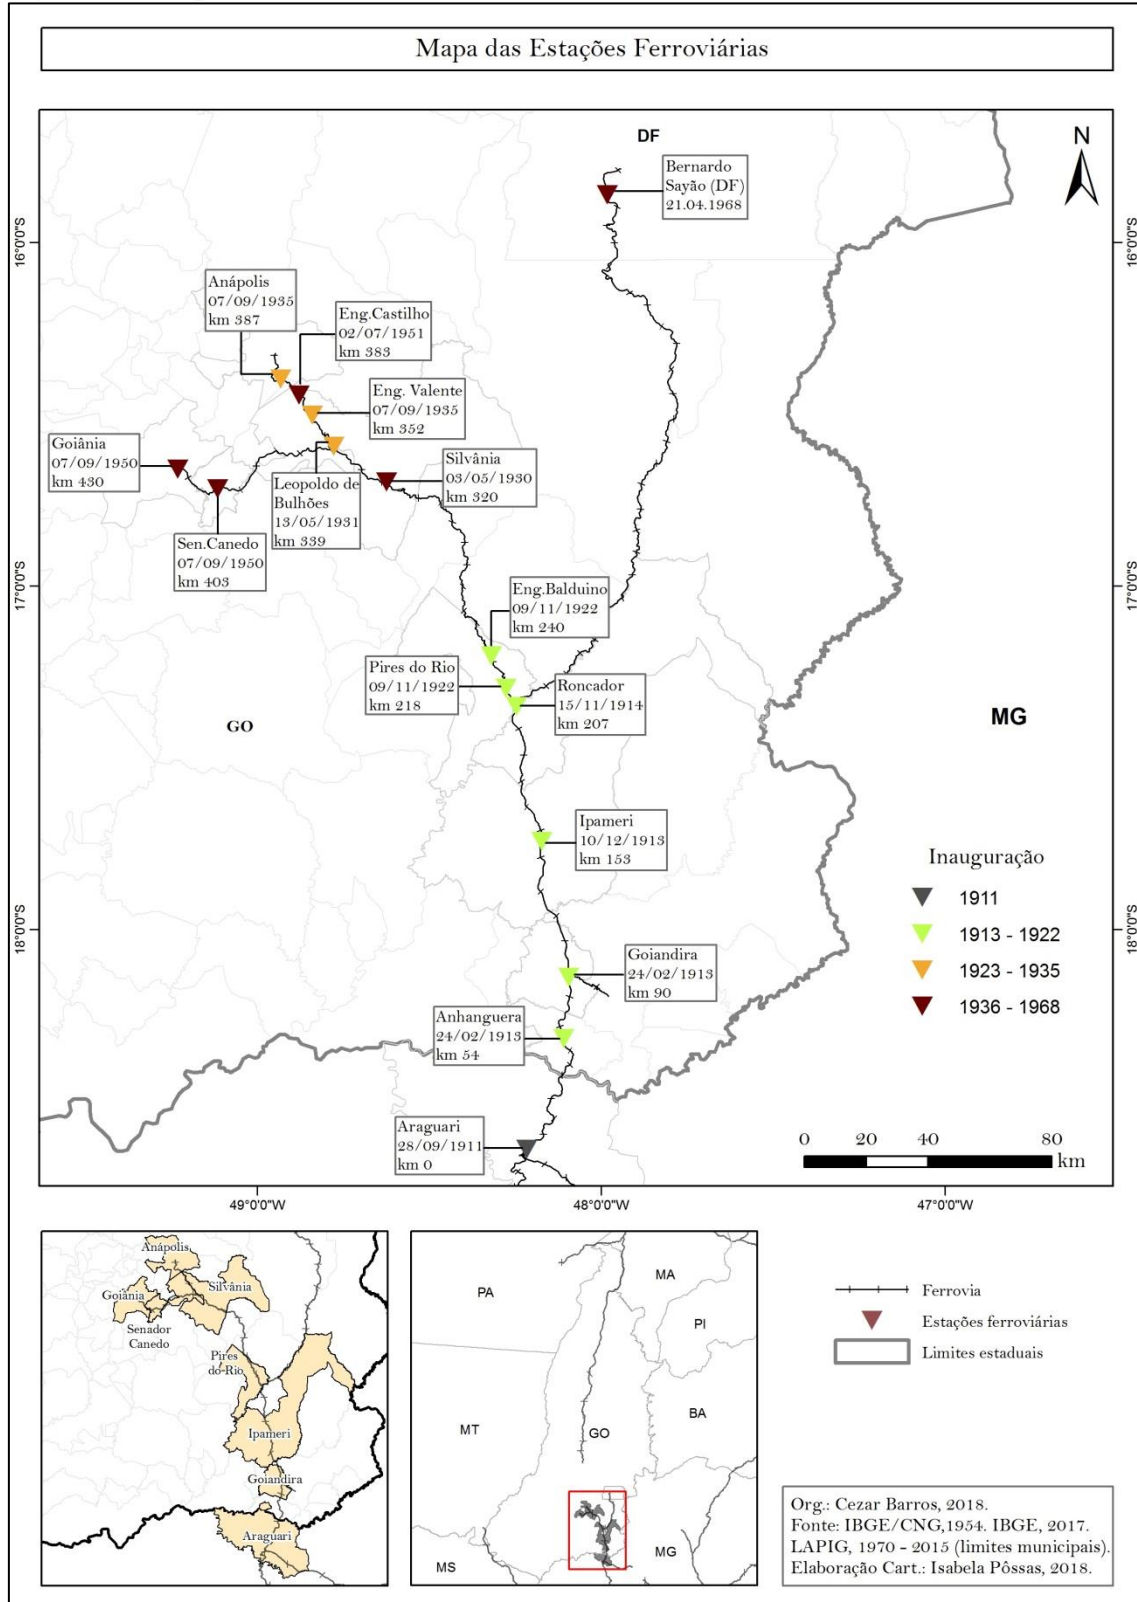 Mapa das Estações Ferroviárias
DF
N
Bernardo
Sayão (DF)
21.04.1968
16°0'0"S
16°0'0"S
Anápolis
07/09/1935
km 387
Eng.Castilho
02/07/1951
km 383
Eng. Valente
07/09/1935
km 352
Goiânia
07/09/1950
km 430
Silvânia
03/05/1930
km 320
Leopoldo de
Bulhões
13/05/1931
km 339
Sen.Canedo
07/09/1950
km 403
17°0'0"S
17°0'0"S
Eng.Balduino
09/11/1922
km 240
Pires do Rio
09/11/1922
km 218
Roncador
15/11/1914
km 207
GO
MG
Ipameri
10/12/1913
km 153
Inauguração
1911
1913 - 1922
1923 - 1935
1936 - 1968
18°0'0"S
18°0'0"S
Goiandira
24/02/1913
km 90
Anhanguera
24/02/1913
km 54
Araguari
28/09/1911
km 0
0 20 40 80
km
49°0'0"W
48°0'0"W
47°0'0"W
Anápolis
Goiânia
Silvânia
Senador
Canedo
Pires
do Rio
Ipameri
Goiandira
Araguari
PA
MA
PI
MT
GO
BA
MS
MG
Ferrovia
Estações ferroviárias
Limites estaduais
Org.: Cezar Barros, 2018.
Fonte: IBGE/CNG,1954. IBGE, 2017.
LAPIG, 1970 - 2015 (limites municipais).
Elaboração Cart.: Isabela Pôssas, 2018.